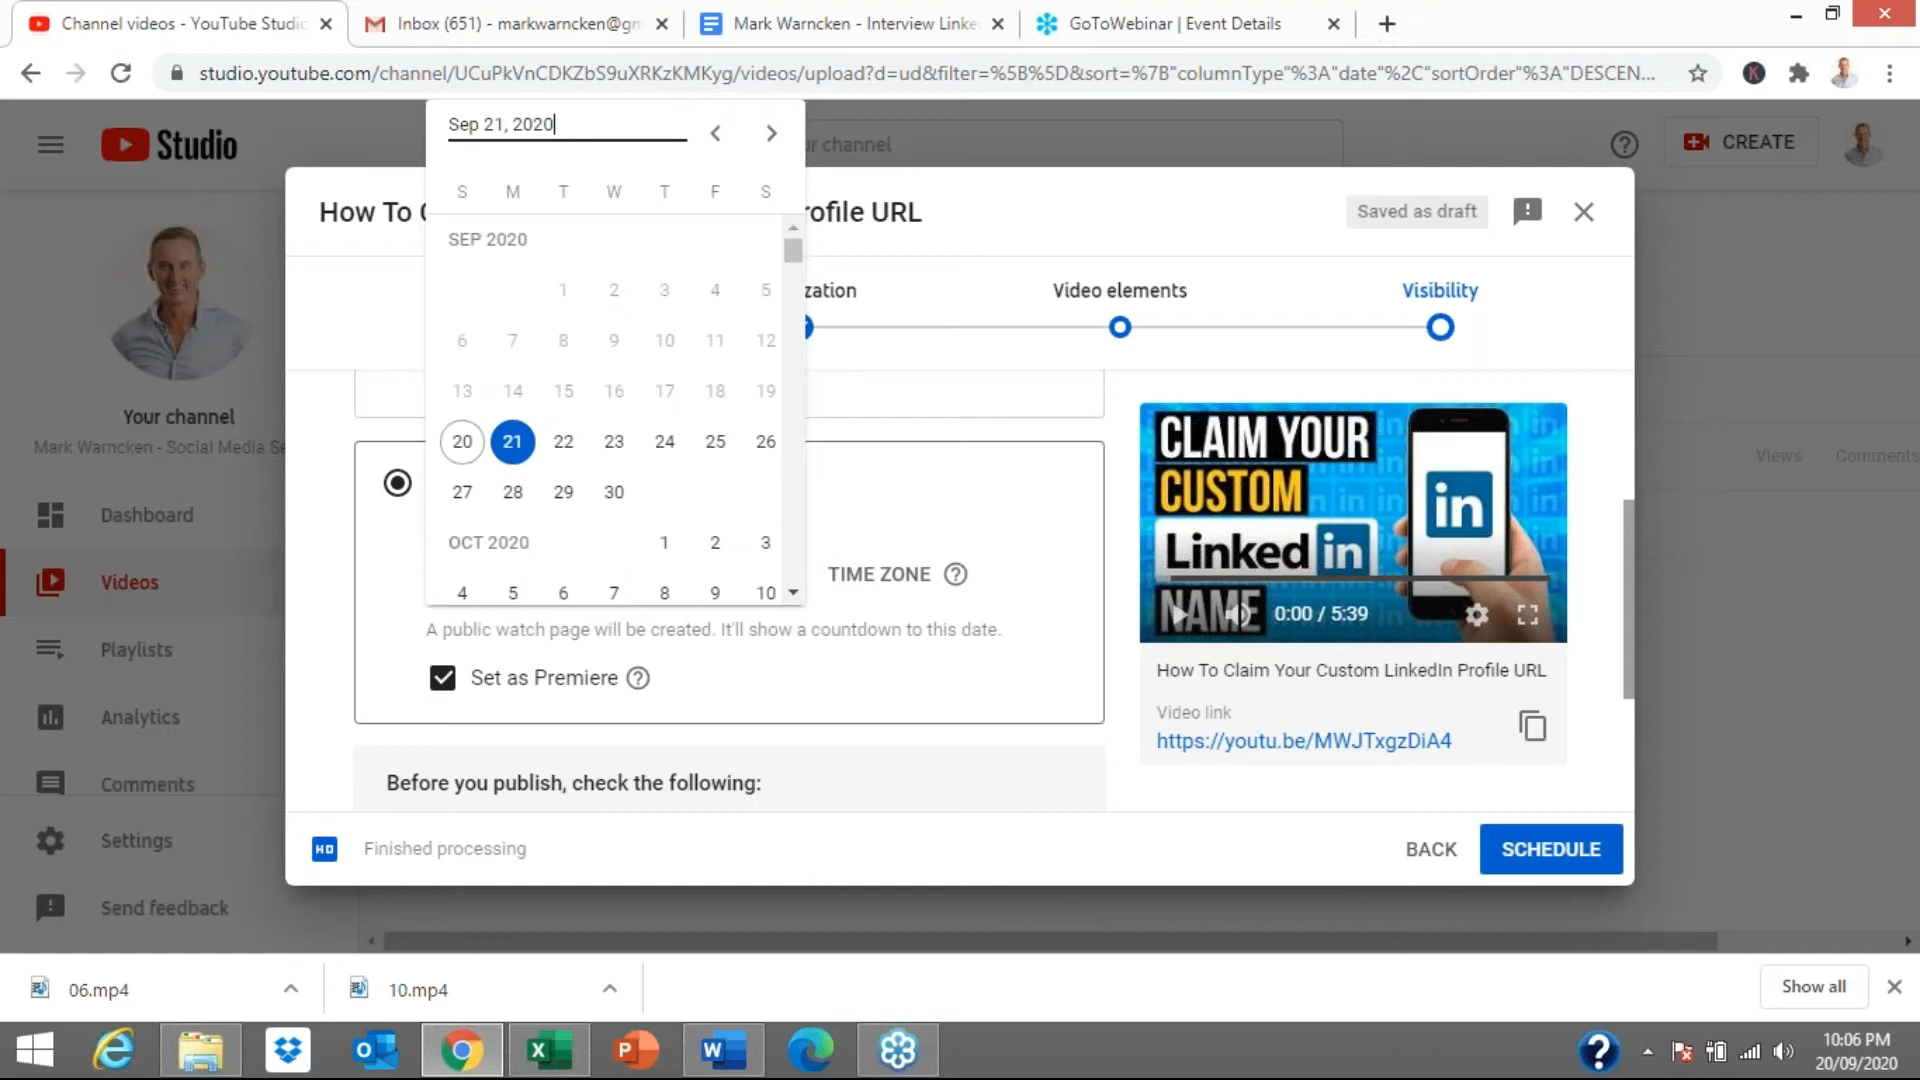 Channel videos - YouTube Studio
Inbox (651) - markwarncken@gm
Mark Warncken - Interview Linke
GoToWebinar | Event Details
studio.youtube.com/channel/UCuPkVnCDKZbS9uXRKzKMKyg/videos/upload?d=ud&filter=%5B%5D&sort=%7B"columnType"%3A"date"%2C"sortOrder"%3A"DESCEN...
K
Studio
Sep 21, 2020
ur channel
CREATE
S M T W T F S
How To C
rofile URL
Saved as draft
SEP 2020
1 2 3 4 5
zation
Video elements
Visibility
6 7 8 9 10 11 12
13 14 15 16 17 18 19
20 21 22 23 24 25 26
27 28 29 30
OCT 2020
1 2 3
4 5 6 7 8 9 10
Your channel
Mark Warncken - Social Media Se
Views
Comments
Dashboard
Videos
Playlists
Analytics
Comments
Settings
Send feedback
TIME ZONE
A public watch page will be created. It'll show a countdown to this date.
Set as Premiere
CLAIM YOUR
CUSTOM
Linked in
NAME
in
0:00 / 5:39
How To Claim Your Custom LinkedIn Profile URL
Video link
https://youtu.be/MWJTxgzDiA4
Before you publish, check the following:
HD
Finished processing
BACK
SCHEDULE
06.mp4
10.mp4
Show all
10:06 PM
20/09/2020